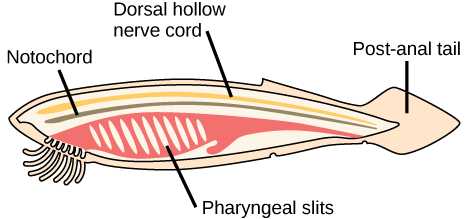 Dorsal hollow
nerve cord
Notochord
Post-anal tail
Pharyngeal slits